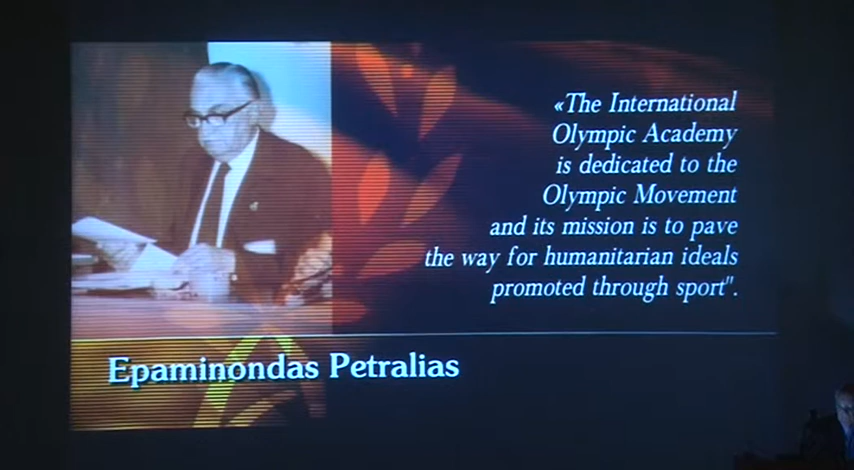 «The International
Olympic Academy
is dedicated to the
Olympic Movement
and its mission is to pave
the way for humanitarian ideals
promoted through sport".
Epaminondas Petralias